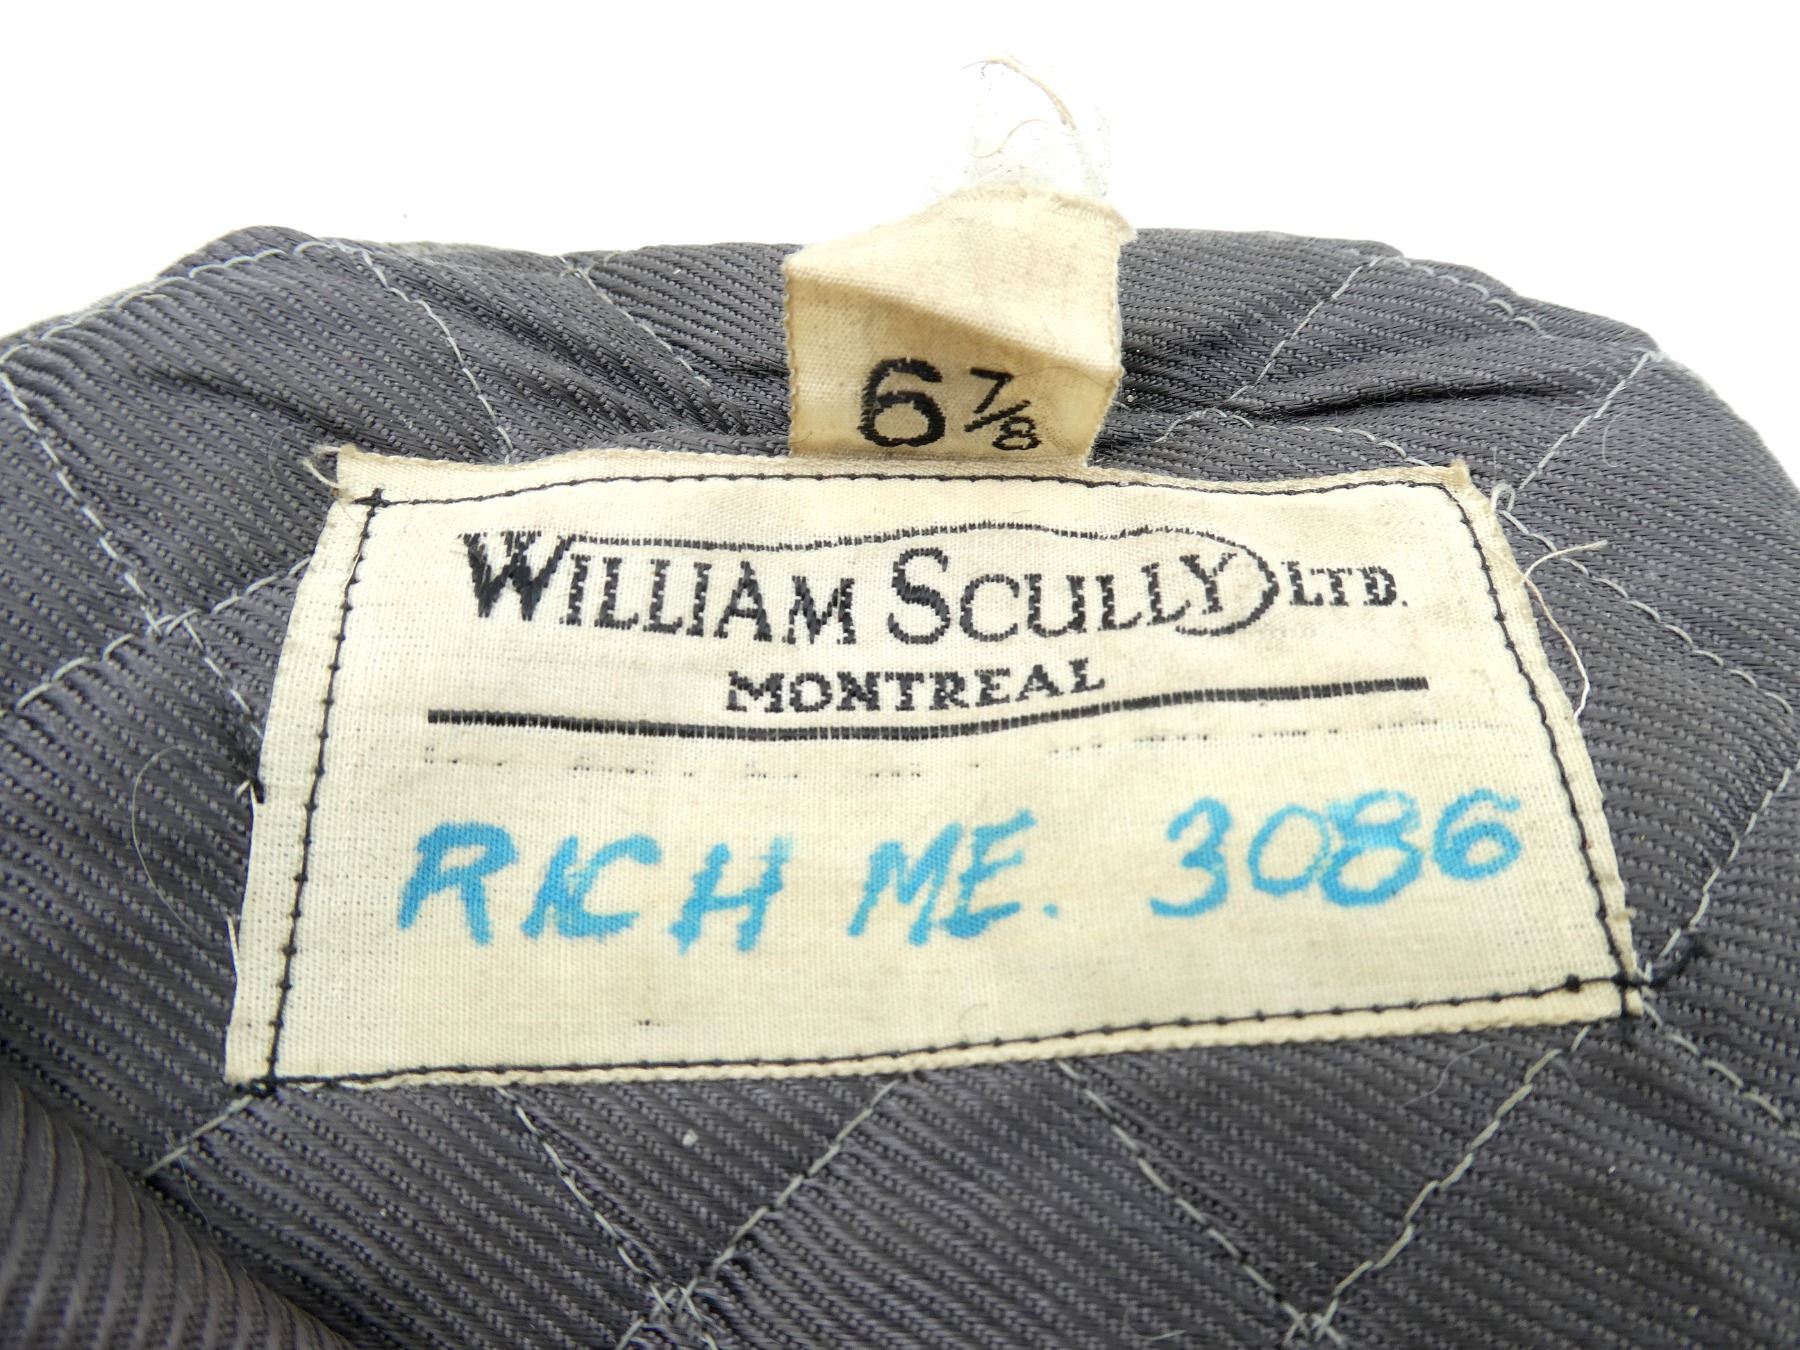 6 7/8
WILLIAM SCULLY LTD.
MONTREAL
RICH ME. 3086